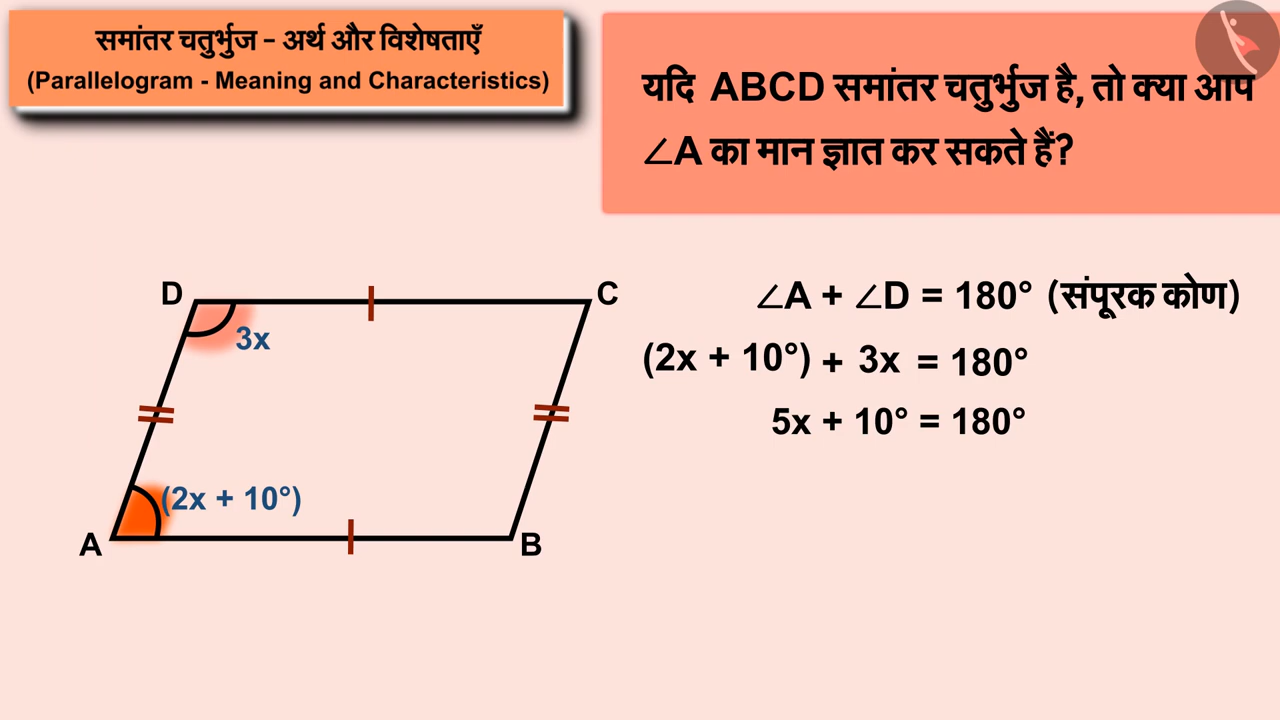 समांतर चतुर्भुज - अर्थ और विशेषताएँ
(Parallelogram - Meaning and Characteristics)
यदि ABCD समांतर चतुर्भुज है, तो क्या आप
∠A का मान ज्ञात कर सकते हैं?
D
C
3x
(2x + 10°)
A
B
∠A + ∠D = 180° (संपूरक कोण)
(2x + 10°) + 3x = 180°
5x + 10° = 180°